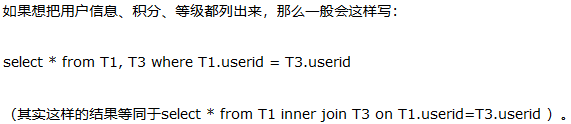 如果想把用户信息、积分、等级都列出来，那么一般会这样写：
select * from T1, T3 where T1.userid = T3.userid
（其实这样的结果等同于select * from T1 inner join T3 on T1.userid=T3.userid ）。